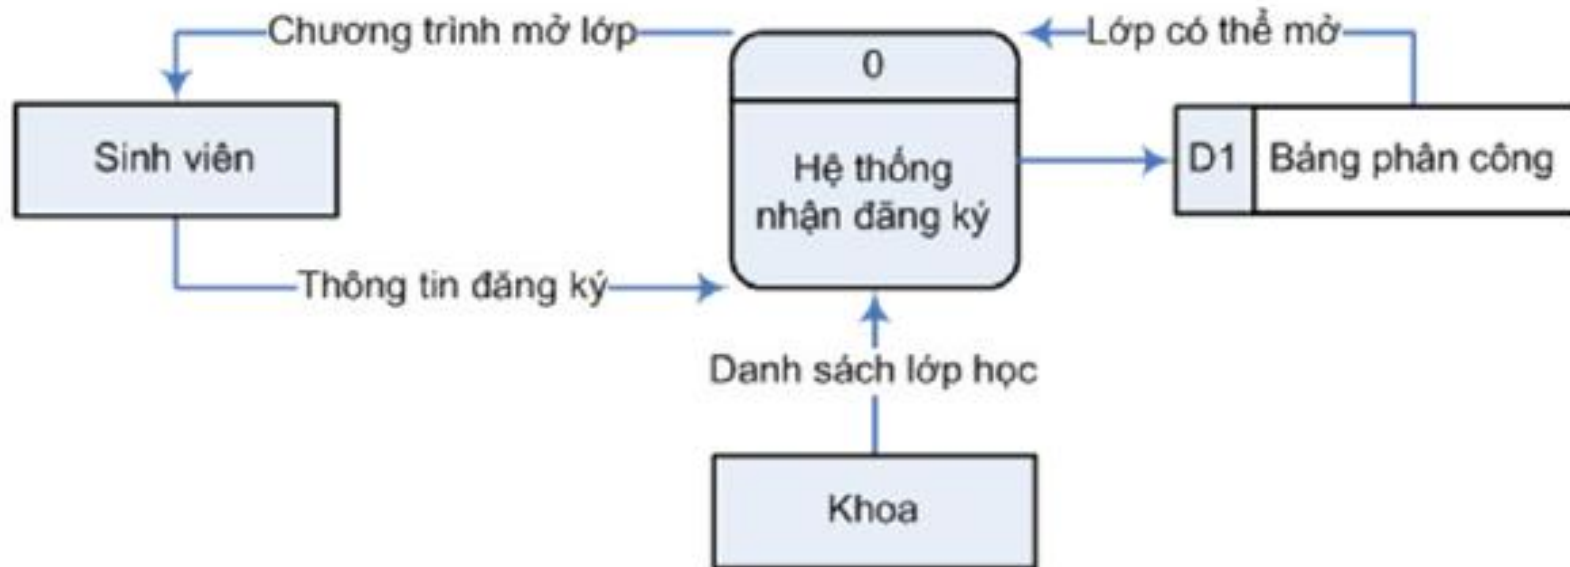 Chương trình mở lớp
Lớp có thể mở
0
Sinh viên
Hệ thống
nhận đăng ký
D1
Bảng phân công
Thông tin đăng ký
Danh sách lớp học
Khoa